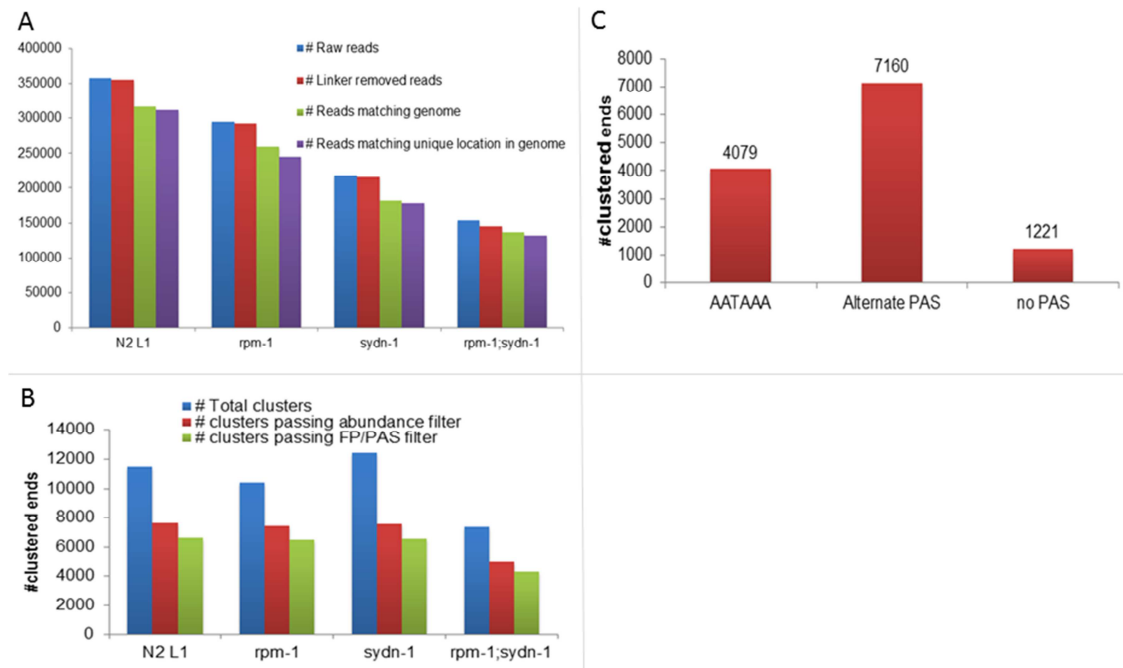 A
400000
350000
300000
250000
200000
150000
100000
50000
0
# Raw reads
# Linker removed reads
# Reads matching genome
# Reads matching unique location in genome
N2 L1
rpm-1
sydn-1
rpm-1;sydn-1
C
#clustered ends
8000
7000
6000
5000
4000
3000
2000
1000
0
4079
7160
1221
AATAAA
Alternate PAS
no PAS
B
# Total clusters
# clusters passing abundance filter
# clusters passing FP/PAS filter
#clustered ends
14000
12000
10000
8000
6000
4000
2000
0
N2 L1
rpm-1
sydn-1
rpm-1;sydn-1